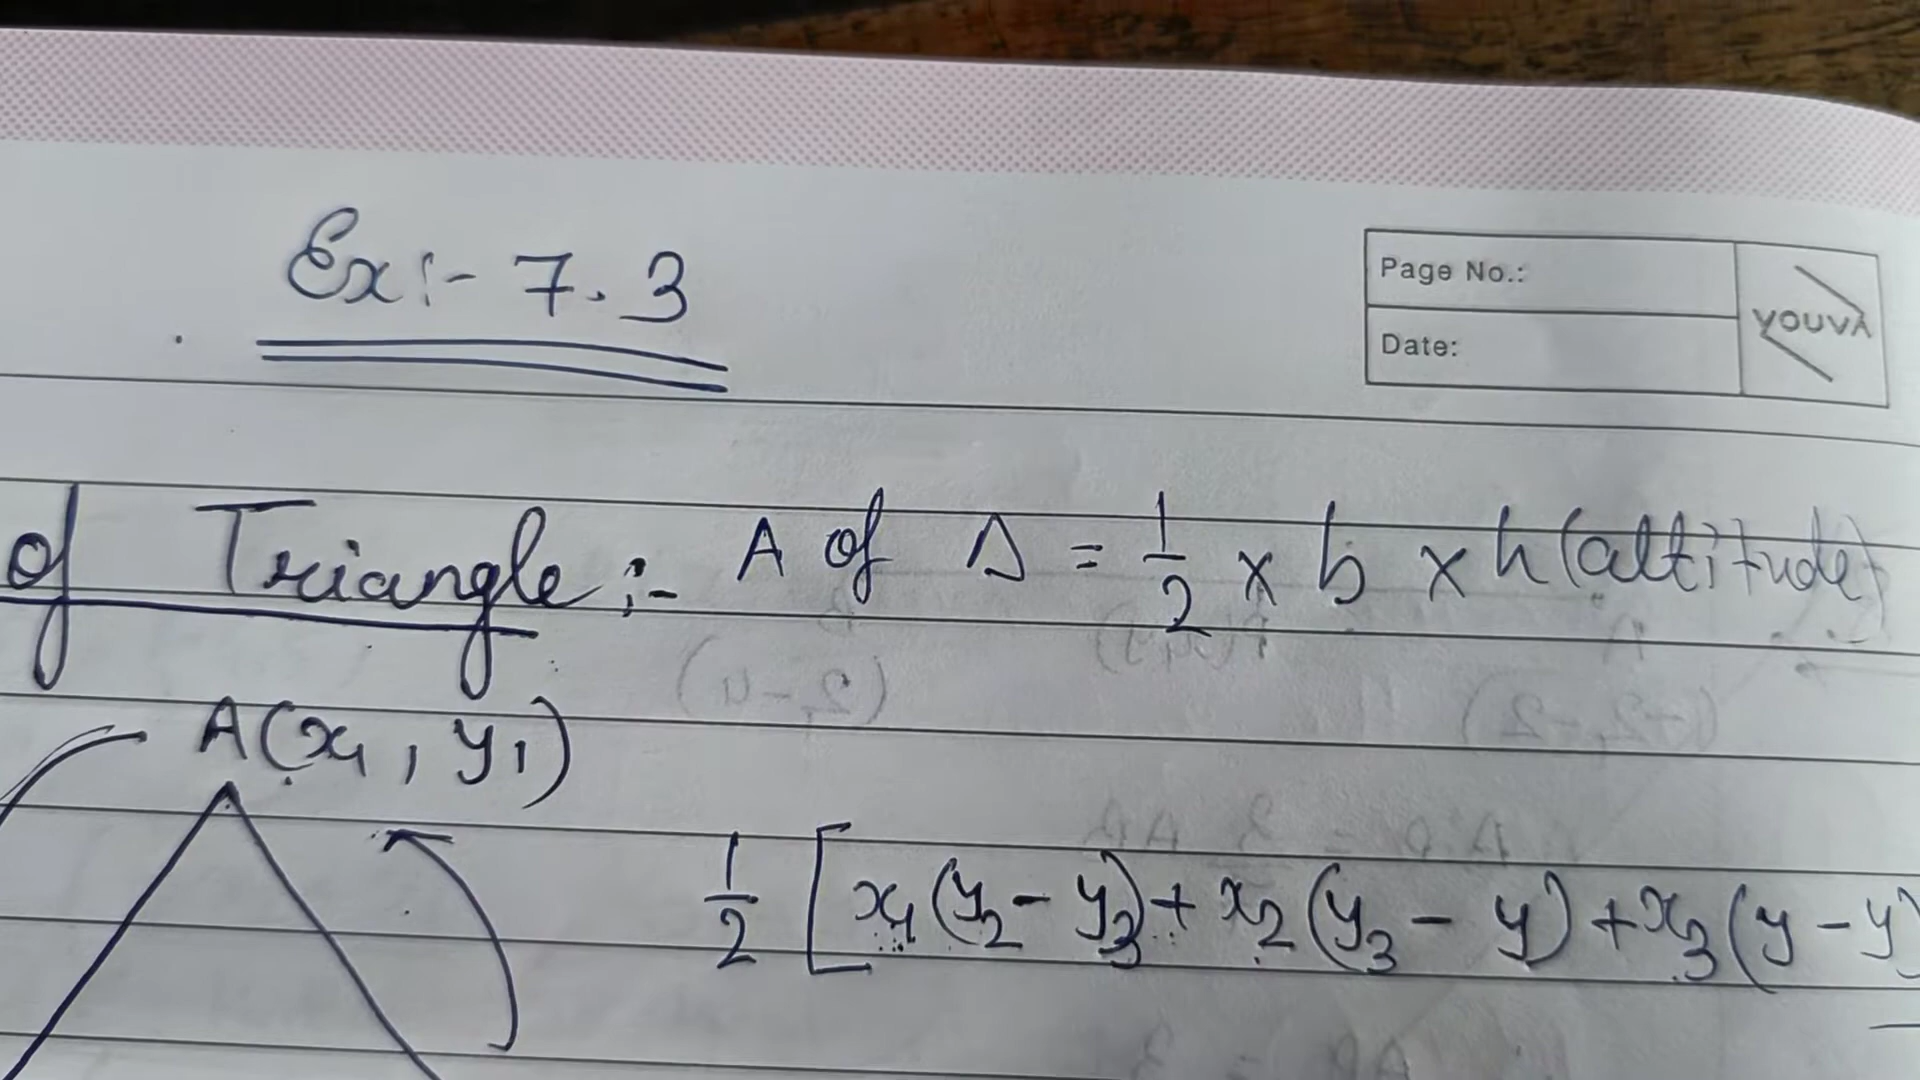 Ex:- 7.3
Page No.:
Date:
YOUVA
of Triangle:- A of Δ = 1/2 × b × h (altitude)
A(x₁, y₁)
1/2 [x₁(y₂ - y₃) + x₂(y₃ - y) + x₃(y - y)